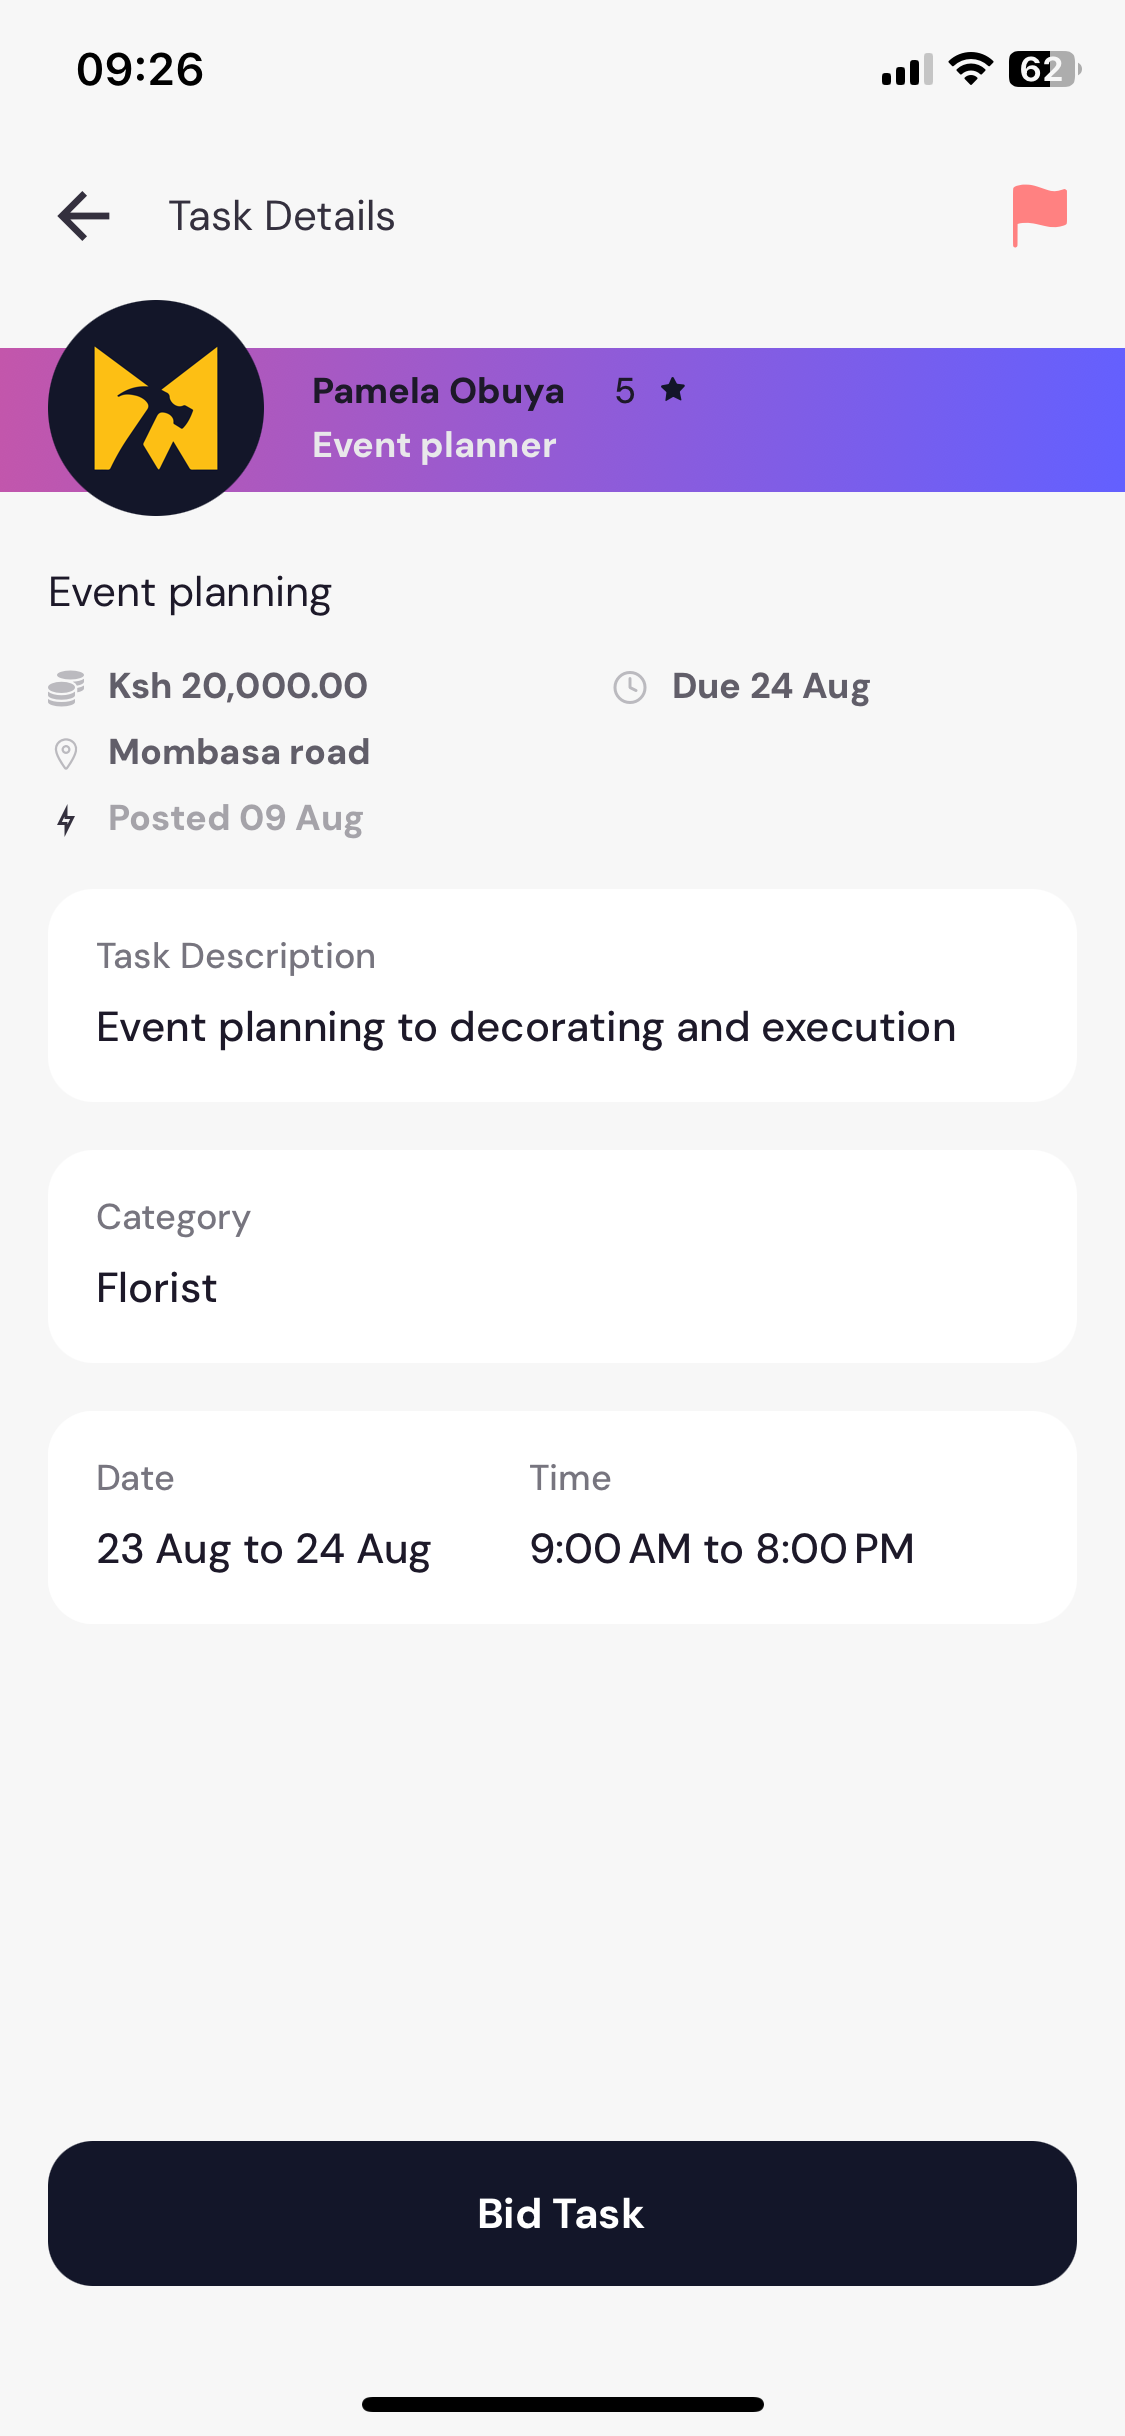 09:26
62
Task Details
Pamela Obuya 5
Event planner
Event planning
Ksh 20,000.00 Due 24 Aug
Mombasa road
Posted 09 Aug
Task Description
Event planning to decorating and execution
Category
Florist
Date Time
23 Aug to 24 Aug 9:00 AM to 8:00 PM
Bid Task